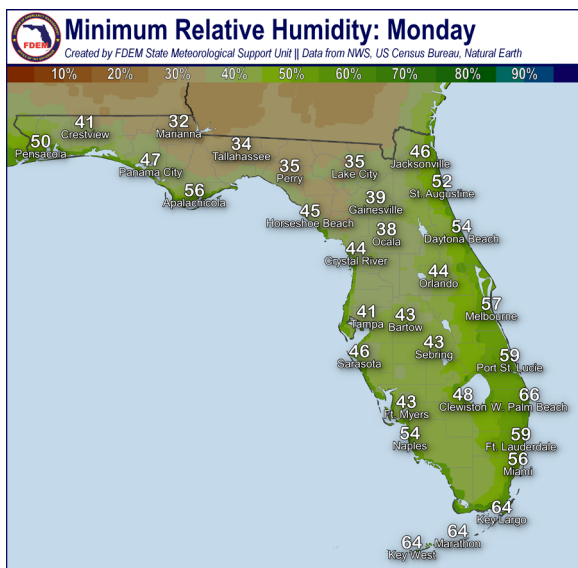 Minimum Relative Humidity: Monday
Created by FDEM State Meteorological Support Unit || Data from NWS, US Census Bureau, Natural Earth
FDEM
10% 20% 30% 40% 50% 60% 70% 80% 90%
41
Crestview
32
Marianna
50
Pensacola
47
Panama City
34
Tallahassee
35
Perry
35
Lake City
46
Jacksonville
56
Apalachicola
52
St. Augustine
39
Gainesville
45
Horseshoe Beach
38
Ocala
54
Daytona Beach
44
Crystal River
44
Orlando
41
Tampa
43
Bartow
57
Melbourne
46
Sarasota
43
Sebring
59
Port St. Lucie
43
Ft. Myers
48
Clewiston
66
W. Palm Beach
54
Naples
59
Ft. Lauderdale
56
Miami
64
Key Largo
64
Marathon
64
Key West